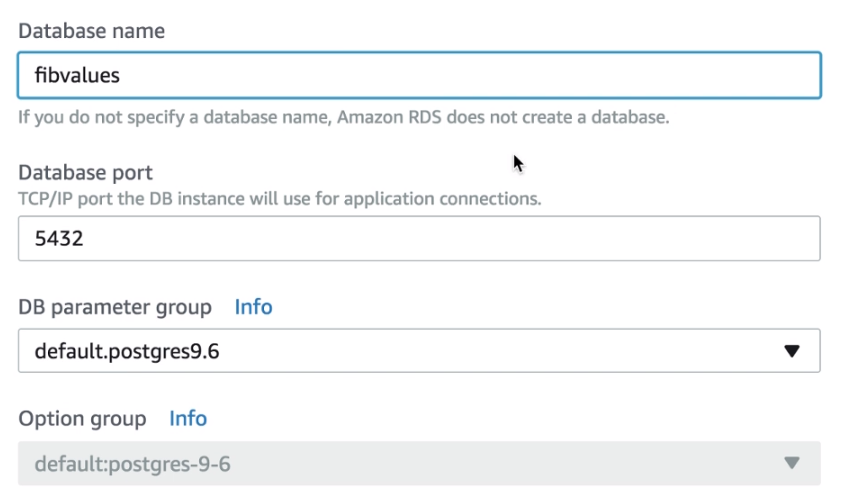 Database name
fibvalues
If you do not specify a database name, Amazon RDS does not create a database.
Database port
TCP/IP port the DB instance will use for application connections.
5432
DB parameter group Info
default.postgres9.6
Option group Info
default:postgres-9-6